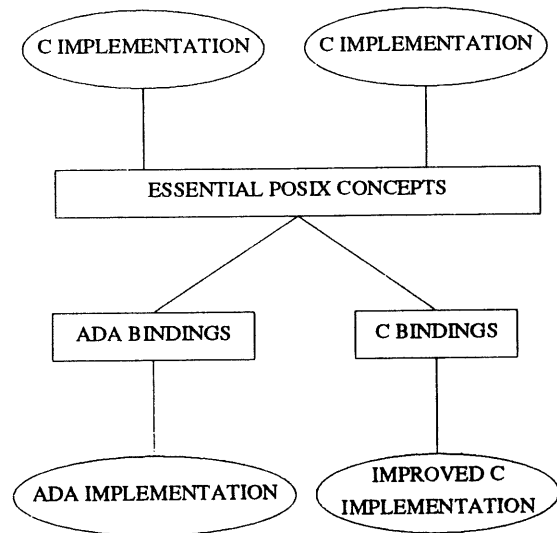 C IMPLEMENTATION
C IMPLEMENTATION
ESSENTIAL POSIX CONCEPTS
ADA BINDINGS
C BINDINGS
ADA IMPLEMENTATION
IMPROVED C
IMPLEMENTATION